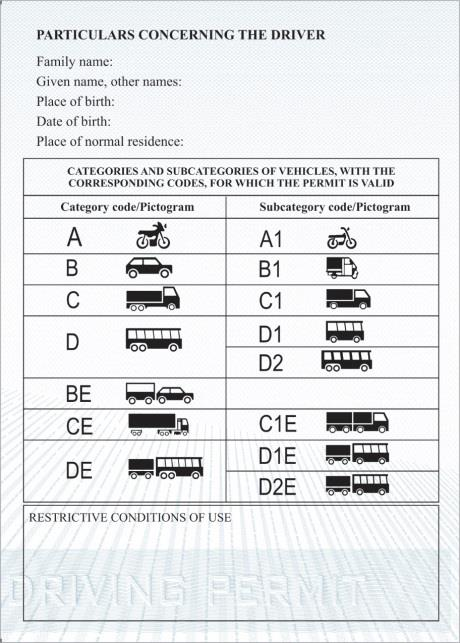 PARTICULARS CONCERNING THE DRIVER
Family name:
Given name, other names:
Place of birth:
Date of birth:
Place of normal residence:
CATEGORIES AND SUBCATEGORIES OF VEHICLES, WITH THE
CORRESPONDING CODES, FOR WHICH THE PERMIT IS VALID
Category code/Pictogram Subcategory code/Pictogram
A A1
B B1
C C1
D D1
D2
BE
CE C1E
DE D1E
D2E
RESTRICTIVE CONDITIONS OF USE
DRIVING PERMIT